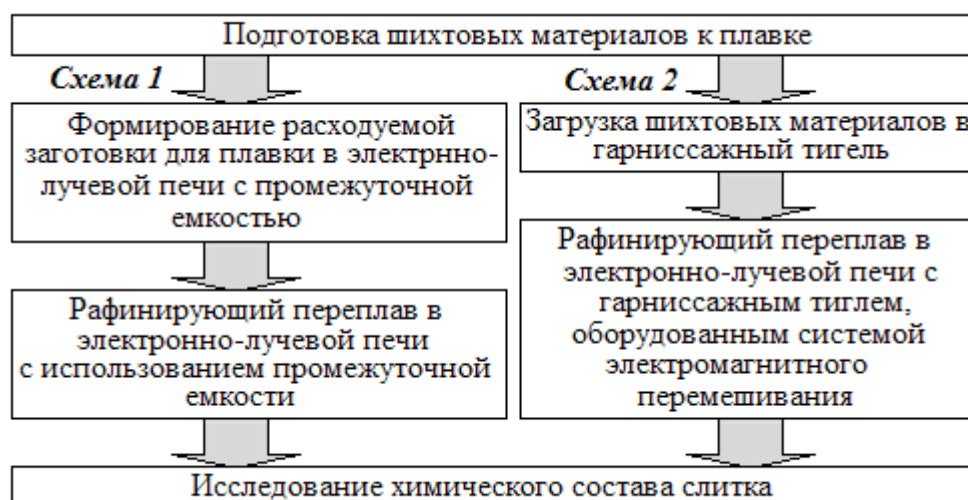 Подготовка шихтовых материалов к плавке
Схема 1
Формирование расходуемой
заготовки для плавки в электрнно-
лучевой печи с промежуточной
емкостью
Рафинирующий переплав в
электронно-лучевой печи
с использованием промежуточной
емкости
Схема 2
Загрузка шихтовых материалов в
гарниссажный тигель
Рафинирующий переплав в
электронно-лучевой печи с
гарниссажным тиглем,
оборудованным системой
электромагнитного
перемешивания
Исследование химического состава слитка